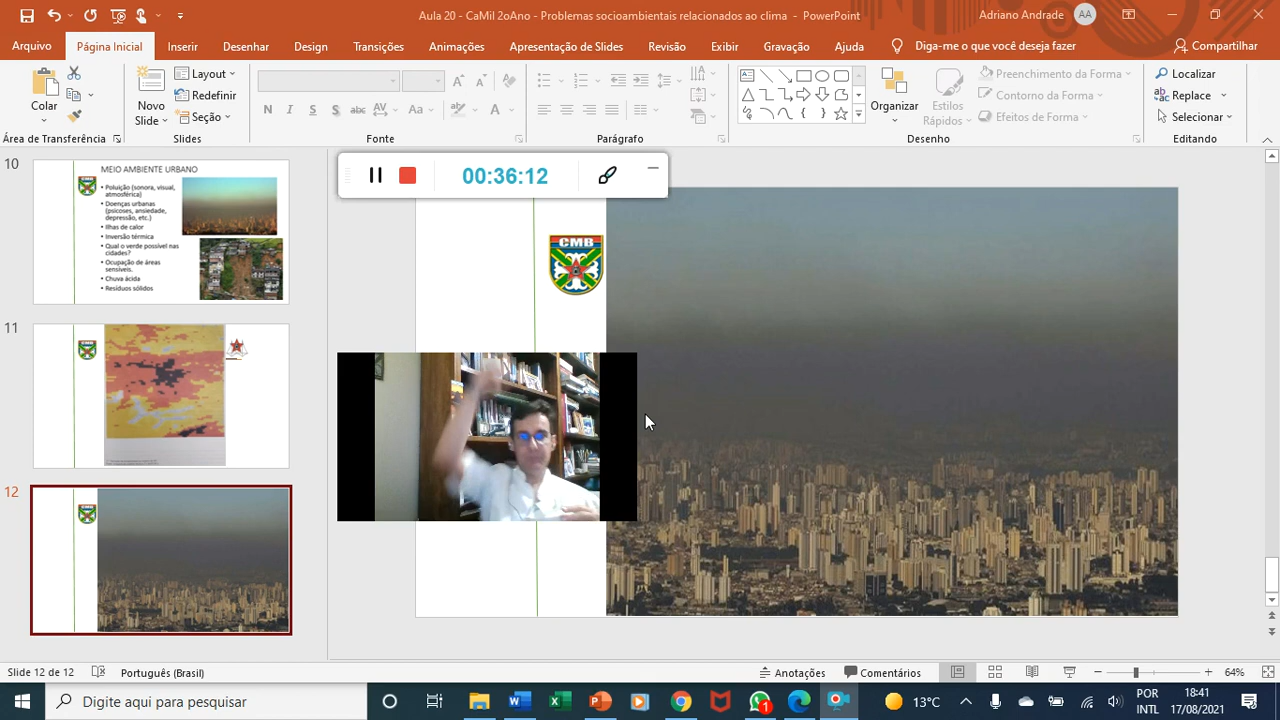 Aula 20 - CaMil 2oAno - Problemas socioambientais relacionados ao clima - PowerPoint
Adriano Andrade
AA
Arquivo
Página Inicial
Inserir
Desenhar
Design
Transições
Animações
Apresentação de Slides
Revisão
Exibir
Gravação
Ajuda
Diga-me o que você deseja fazer
Compartilhar
Colar
Novo
Slide
Layout
Redefinir
Seção
N
I
S
S
abc
AV
Aa
A
Organizar
Estilos
Rápidos
Preenchimento da Forma
Contorno da Forma
Efeitos de Forma
Localizar
Replace
Selecionar
Área de Transferência
Slides
Fonte
Parágrafo
Desenho
Editando
10
MEIO AMBIENTE URBANO
• Poluição (sonora, visual,
atmosférica)
• Doenças urbanas
(psicoses, ansiedade,
depressão, etc.)
• Ilhas de calor
• Inversão térmica
• Qual o verde possível nas
cidades?
• Ocupação de áreas
sensíveis.
• Chuva ácida
• Resíduos sólidos
11
12
00:36:12
CMB
Slide 12 de 12
Português (Brasil)
Anotações
Comentários
64%
Digite aqui para pesquisar
1
13°C
POR
INTL
18:41
17/08/2021